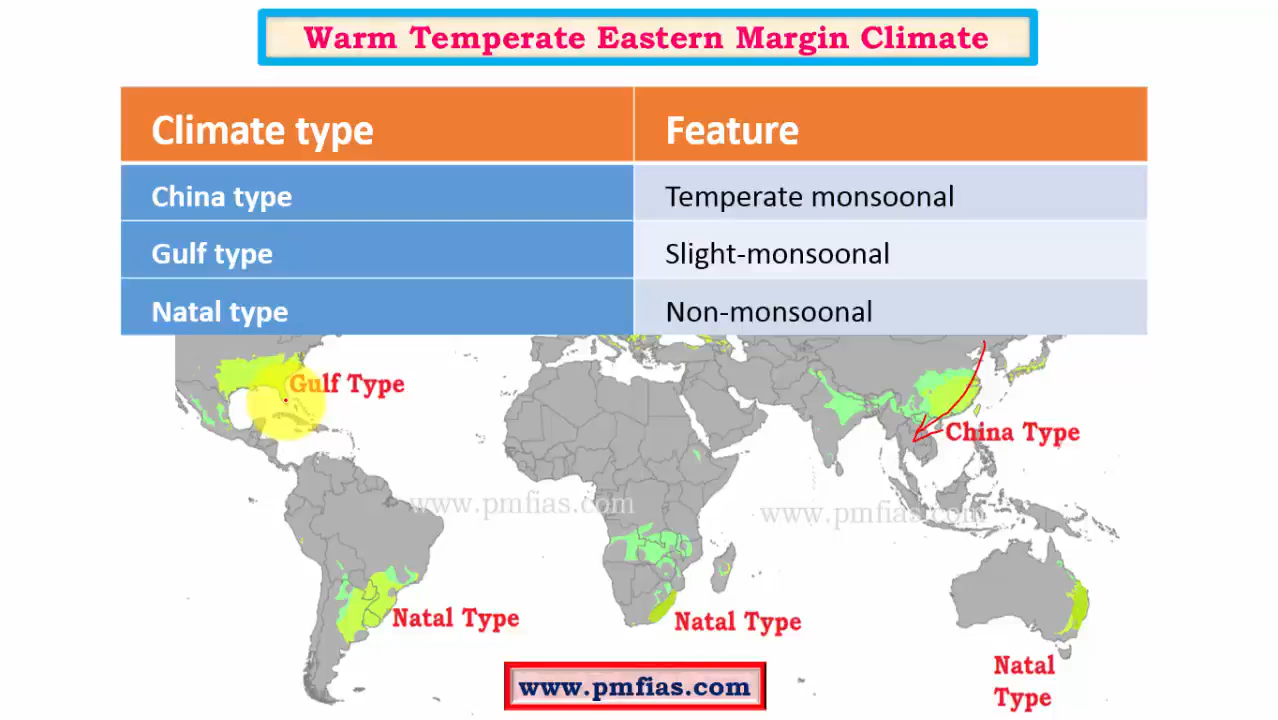 Warm Temperate Eastern Margin Climate
Climate type Feature
China type Temperate monsoonal
Gulf type Slight-monsoonal
Natal type Non-monsoonal
Gulf Type
China Type
www.pmfias.com
www.pmfias.com
Natal Type
Natal Type
Natal
Type
www.pmfias.com